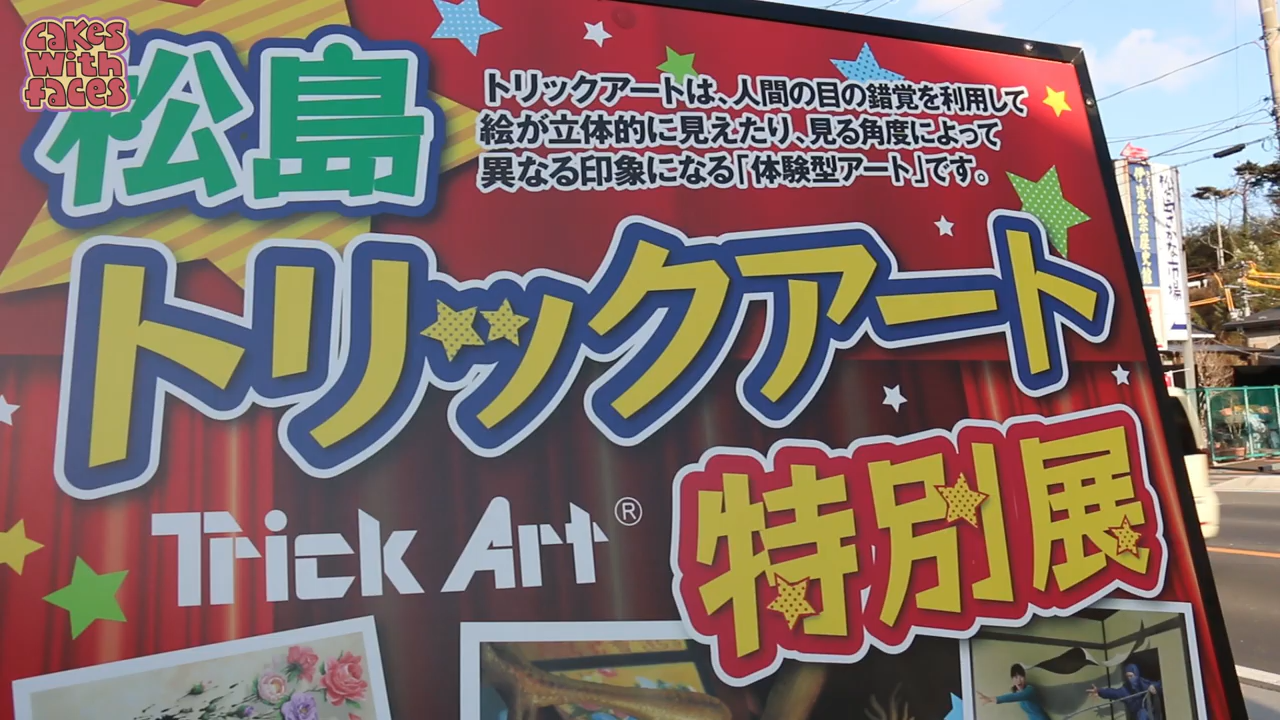 Cakes
With
faces
松島
トリックアートは、人間の目の錯覚を利用して
絵が立体的に見えたり、見る角度によって
異なる印象になる「体験型アート」です。
トリックアート
Trick Art®
特別展